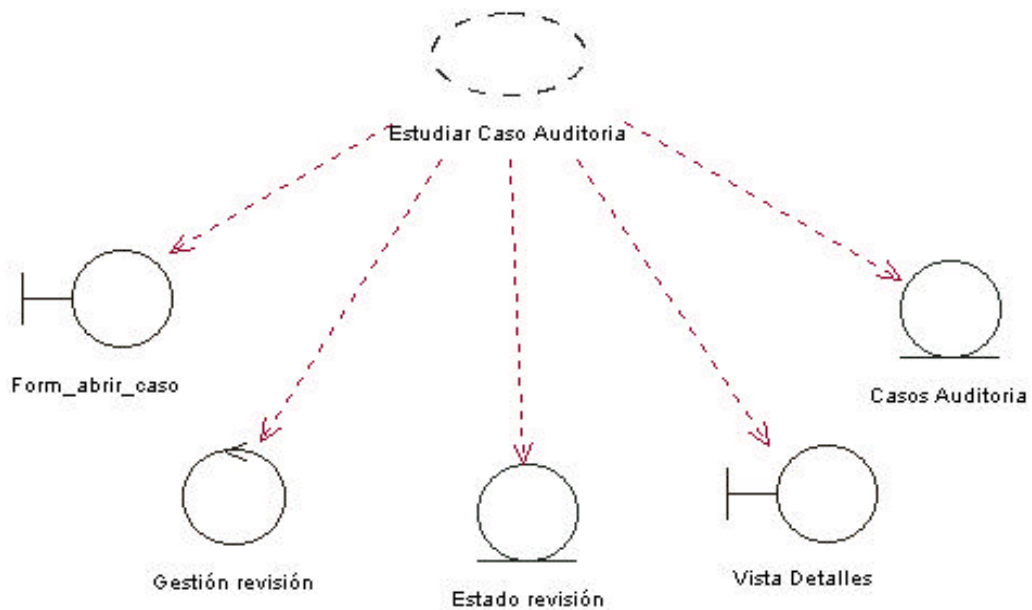 Estudiar Caso Auditoria
Form_abrir_caso
Casos Auditoria
Gestión revisión
Estado revisión
Vista Detalles